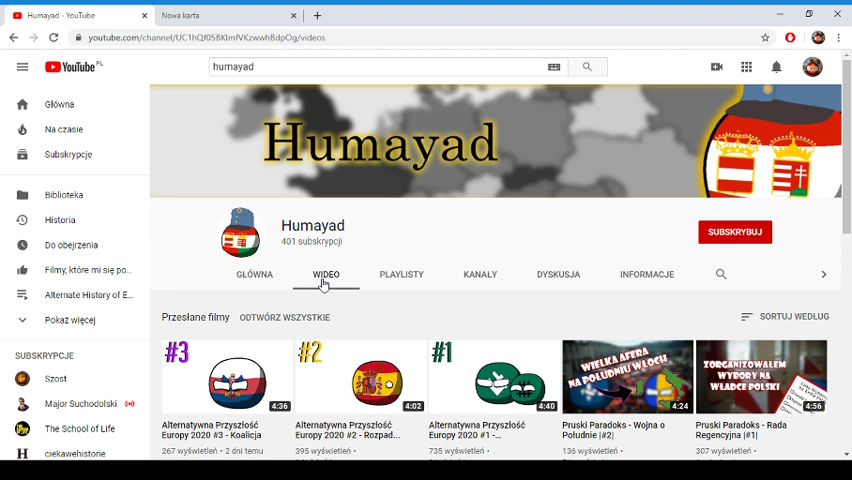 Humayad - YouTube
Nowa karta
youtube.com/channel/UC1hQf05BKlmfVKzwwhBdpOg/videos
YouTube PL
humayad
Główna
Na czasie
Subskrypcje
Biblioteka
Historia
Do obejrzenia
Filmy, które mi się po...
Alternate History of E...
Pokaż więcej
SUBSKRYPCJE
Szost
Major Suchodolski
The School of Life
ciekawehistorie
Humayad
Humayad
401 subskrypcji
SUBSKRYBUJ
GŁÓWNA WIDEO PLAYLISTY KANAŁY DYSKUSJA INFORMACJE
Przesłane filmy ODTWÓRZ WSZYSTKIE SORTUJ WEDŁUG
#3
4:36
Alternatywna Przyszłość
Europy 2020 #3 - Koalicja
267 wyświetleń • 2 dni temu
#2
4:02
Alternatywna Przyszłość
Europy 2020 #2 - Rozpad...
395 wyświetleń •
#1
4:40
Alternatywna Przyszłość
Europy 2020 #1 -...
735 wyświetleń •
WIELKA AFERA
NA POŁUDNIU WŁOCH
4:24
Pruski Paradoks - Wojna o
Południe |#2|
136 wyświetleń •
ZORGANIZOWAŁEM
WYBORY NA
WŁADCE POLSKI
4:56
Pruski Paradoks - Rada
Regencyjna |#1|
307 wyświetleń •